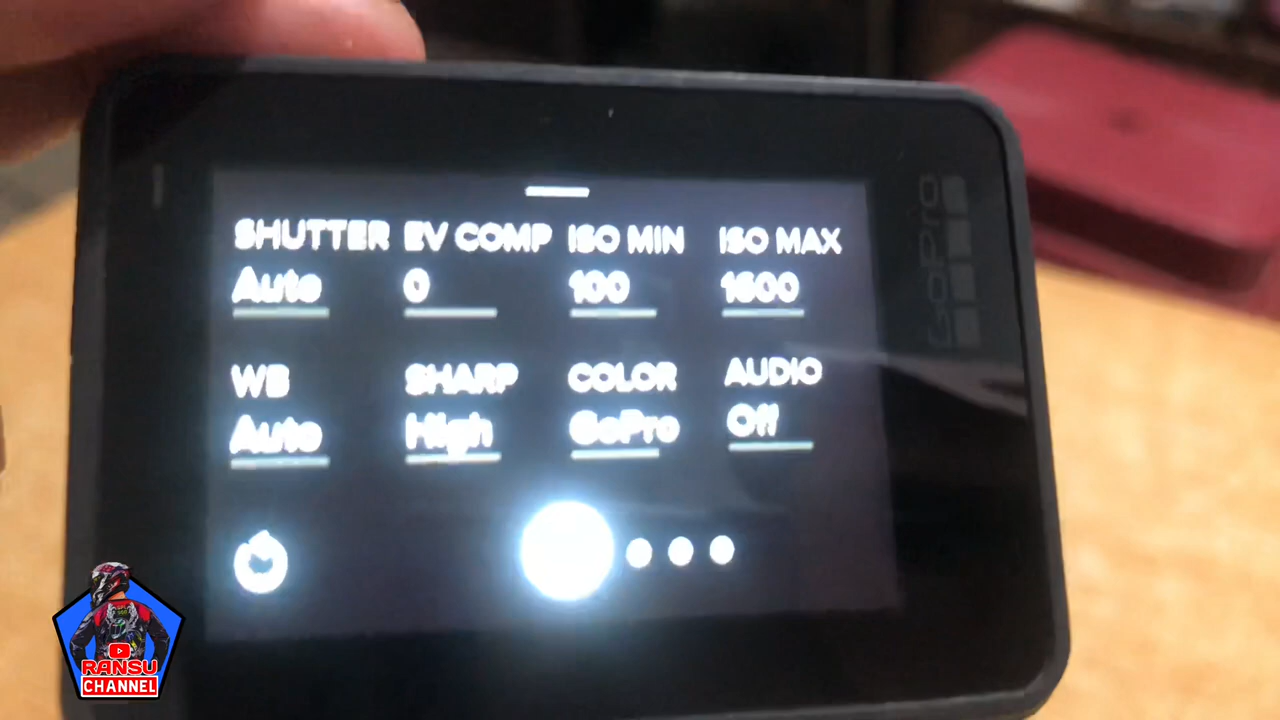 SHUTTER EV COMP ISO MIN ISO MAX
Auto 0 100 1600
WB SHARP COLOR AUDIO
Auto High GoPro Off
GoPro
RANSU
CHANNEL